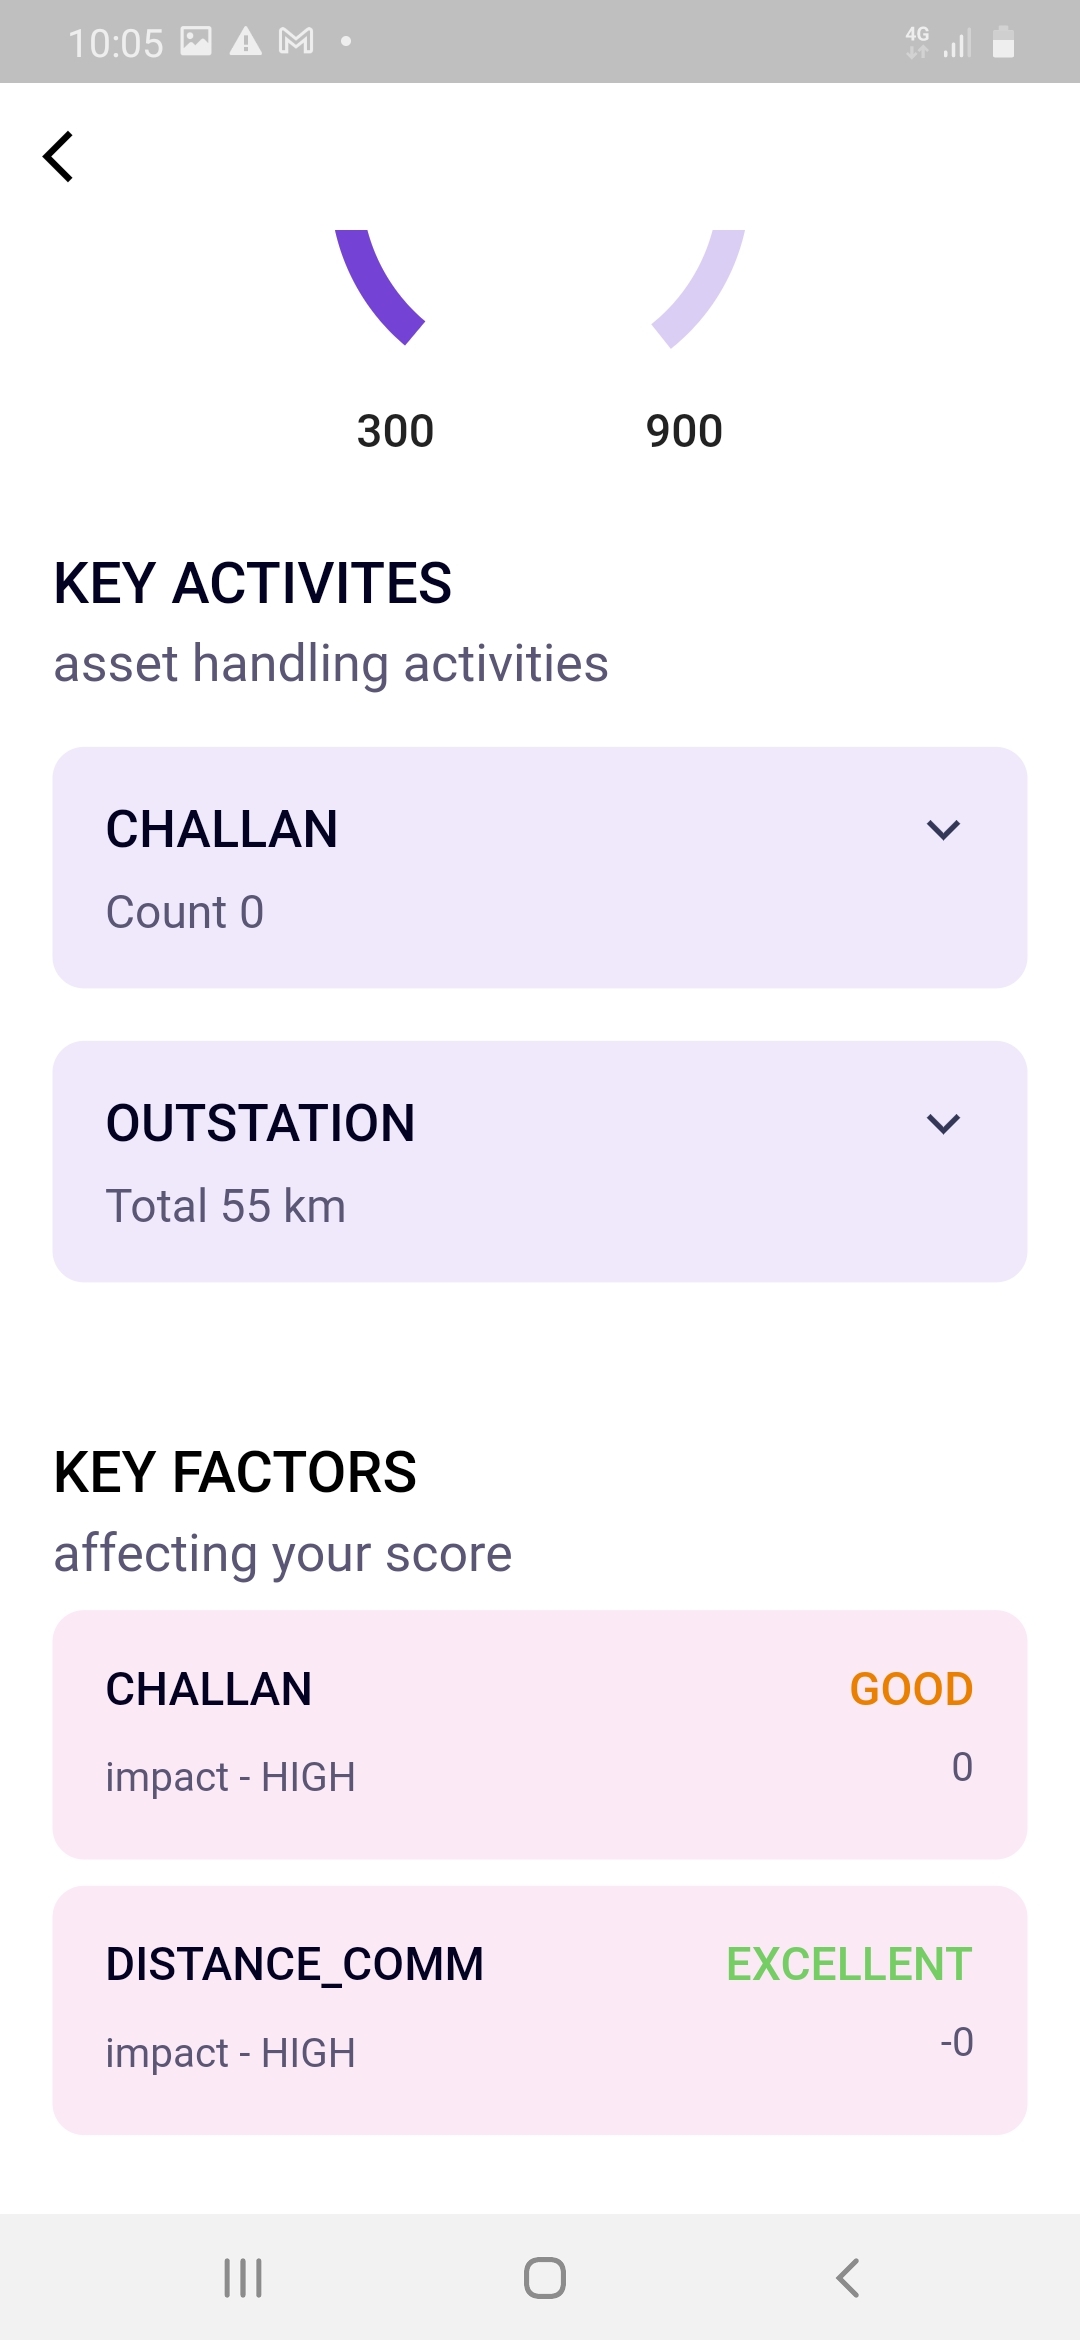 10:05
4G
300 900
KEY ACTIVITES
asset handling activities
CHALLAN
Count 0
OUTSTATION
Total 55 km
KEY FACTORS
affecting your score
CHALLAN GOOD
impact - HIGH 0
DISTANCE_COMM EXCELLENT
impact - HIGH -0